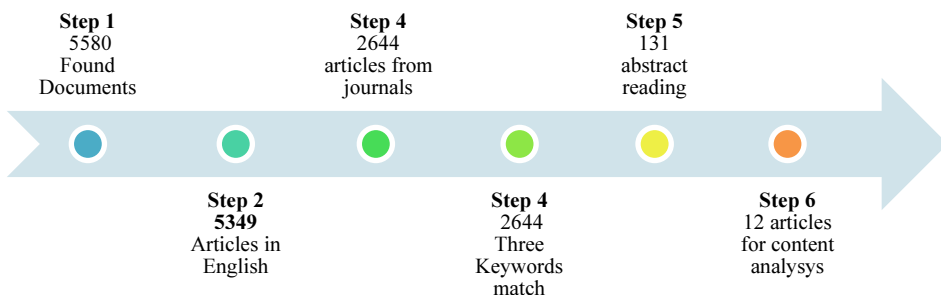 Step 1
5580
Found
Documents
Step 2
5349
Articles in
English
Step 4
2644
articles from
journals
Step 4
2644
Three
Keywords
match
Step 5
131
abstract
reading
Step 6
12 articles
for content
analysys